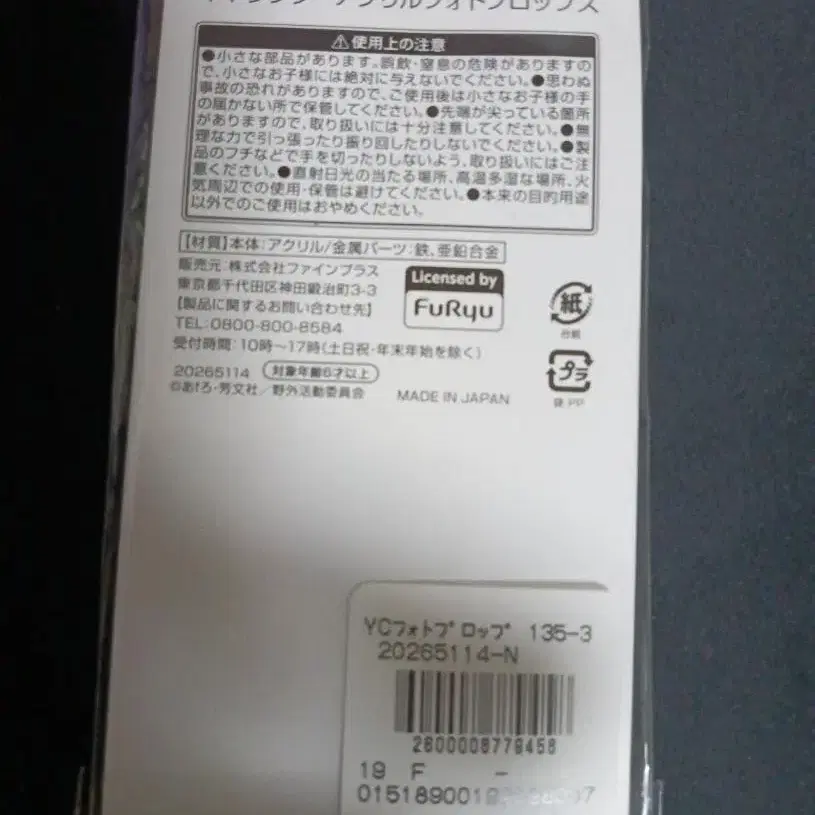 アクリルフォトプロップス
⚠使用上の注意
●小さな部品があります。誤飲・窒息の危険がありますの
で、小さなお子様には絶対に与えないでください。●思わぬ
事故の恐れがありますので、ご使用後は小さなお子様の手
の届かない所で保管してください。●先端が尖っている箇所
がありますので、取り扱いには十分注意してください。●無
理な力で引っ張ったり振り回したりしないでください。●製
品のフチなどで手を切ったりしないよう、取り扱いにはご注
意ください。●直射日光の当たる場所、高温多湿な場所、火
気周辺での使用・保管は避けてください。●本来の目的用途
以外でのご使用はおやめください。
【材質】本体:アクリル/金属パーツ:鉄、亜鉛合金
販売元:株式会社ファインプラス
東京都千代田区神田鍛治町3-3
【製品に関するお問い合わせ先】
TEL:0800-800-8584
受付時間:10時〜17時(土日祝・年末年始を除く)
20265114 対象年齢6才以上
©あfろ・芳文社/野外活動委員会
MADE IN JAPAN
Licensed by
FuRyu
紙
台紙
プラ
袋:PP
YCフォトプロップ 135-3
20265114-N
2600008779458
19 F -